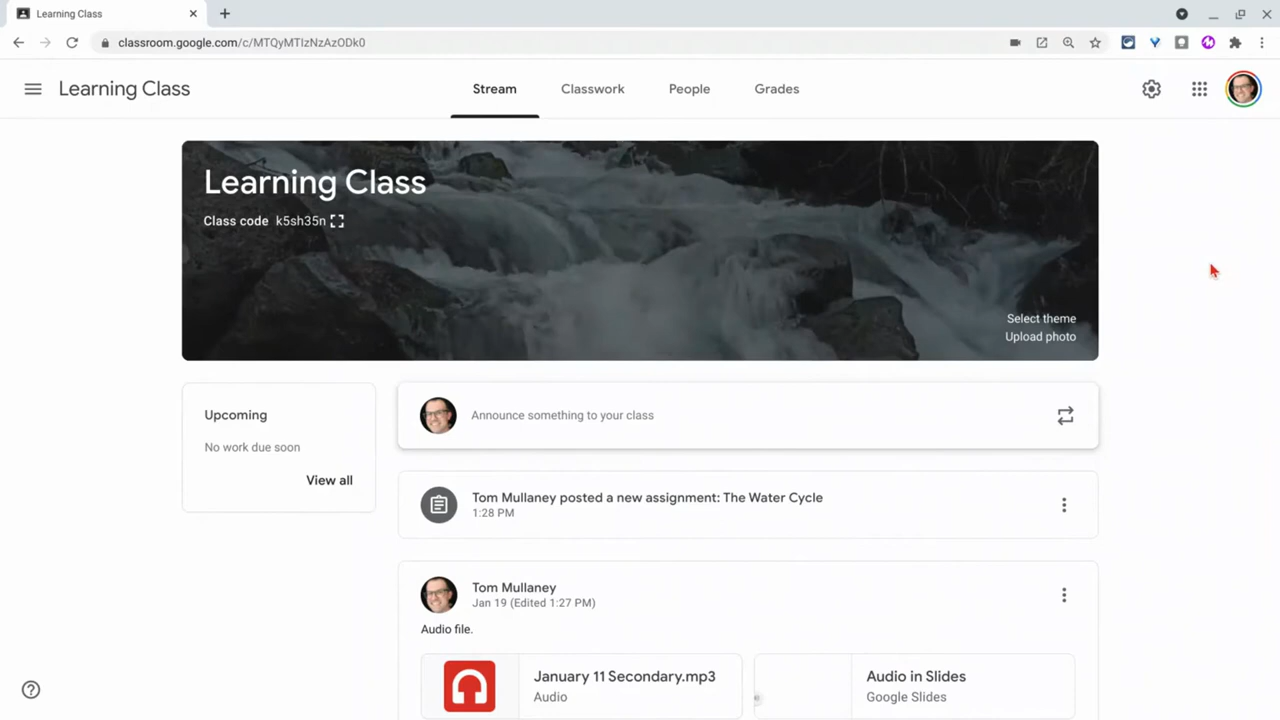 Learning Class
classroom.google.com/c/MTQyMTIzNzAzODk0
Learning Class
Stream
Classwork
People
Grades
Learning Class
Class code k5sh35n
Select theme
Upload photo
Upcoming
No work due soon
View all
Announce something to your class
Tom Mullaney posted a new assignment: The Water Cycle
1:28 PM
Tom Mullaney
Jan 19 (Edited 1:27 PM)
Audio file.
January 11 Secondary.mp3
Audio
Audio in Slides
Google Slides